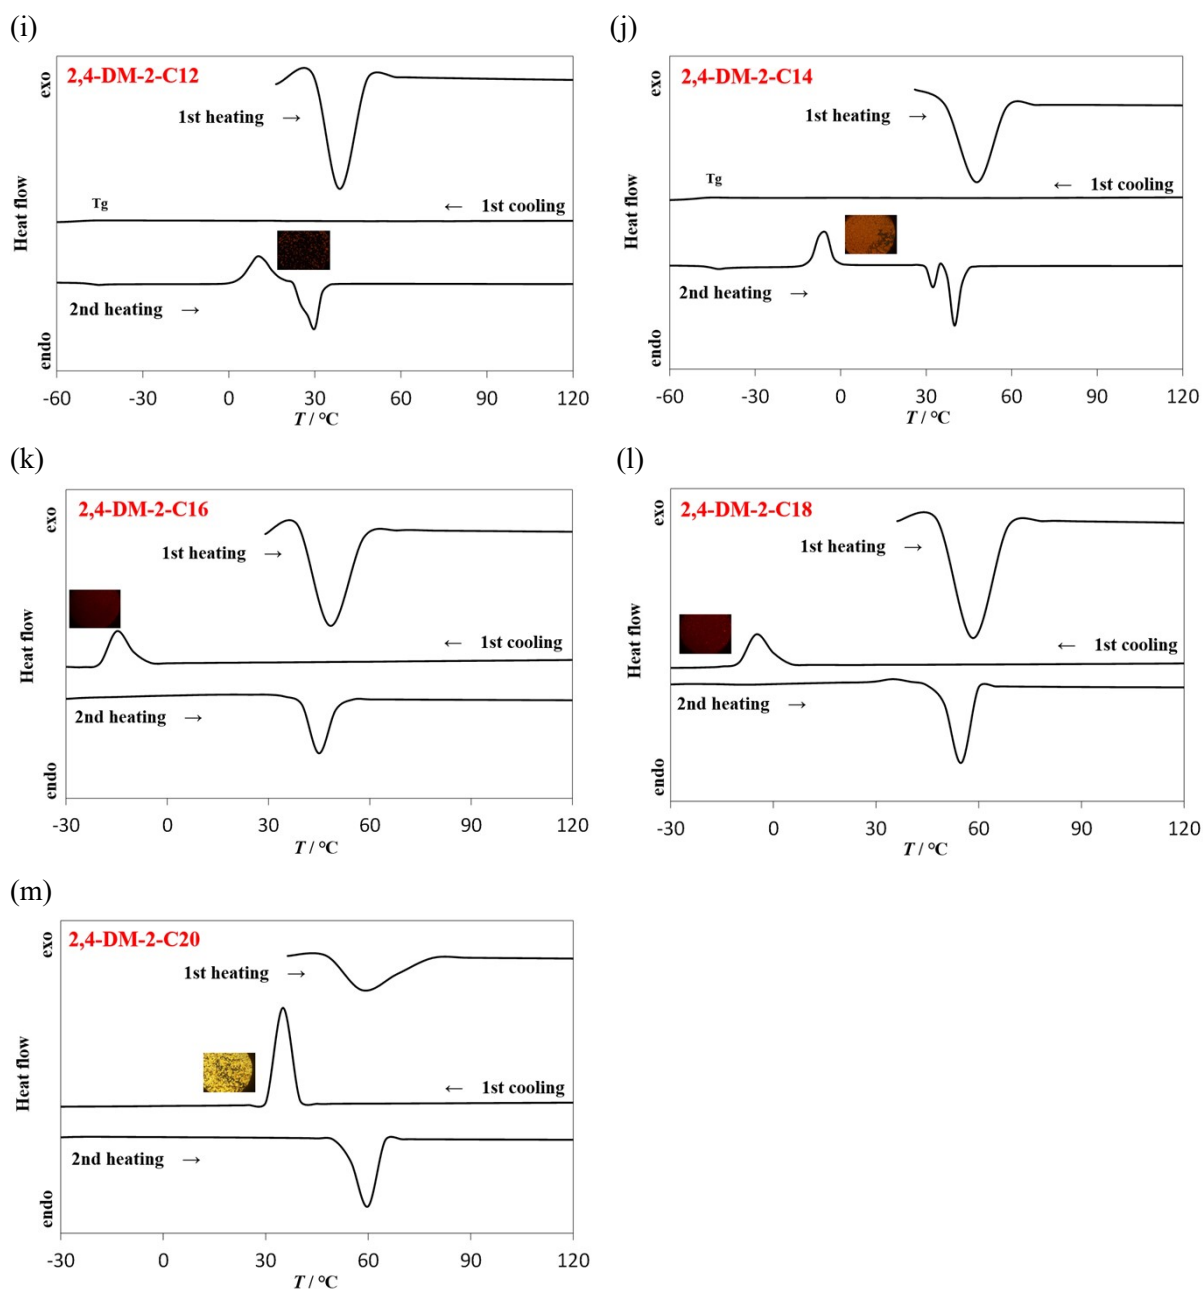 (i)
2,4-DM-2-C12
exo
Heat flow
endo
1st heating →
Tg
← 1st cooling
2nd heating →
-60 -30 0 30 60 90 120
T / °C
(j)
2,4-DM-2-C14
exo
Heat flow
endo
1st heating →
Tg
← 1st cooling
2nd heating →
-60 -30 0 30 60 90 120
T / °C
(k)
2,4-DM-2-C16
exo
Heat flow
endo
1st heating →
← 1st cooling
2nd heating →
-30 0 30 60 90 120
T / °C
(l)
2,4-DM-2-C18
exo
Heat flow
endo
1st heating →
← 1st cooling
2nd heating →
-30 0 30 60 90 120
T / °C
(m)
2,4-DM-2-C20
exo
Heat flow
endo
1st heating →
← 1st cooling
2nd heating →
-30 0 30 60 90 120
T / °C